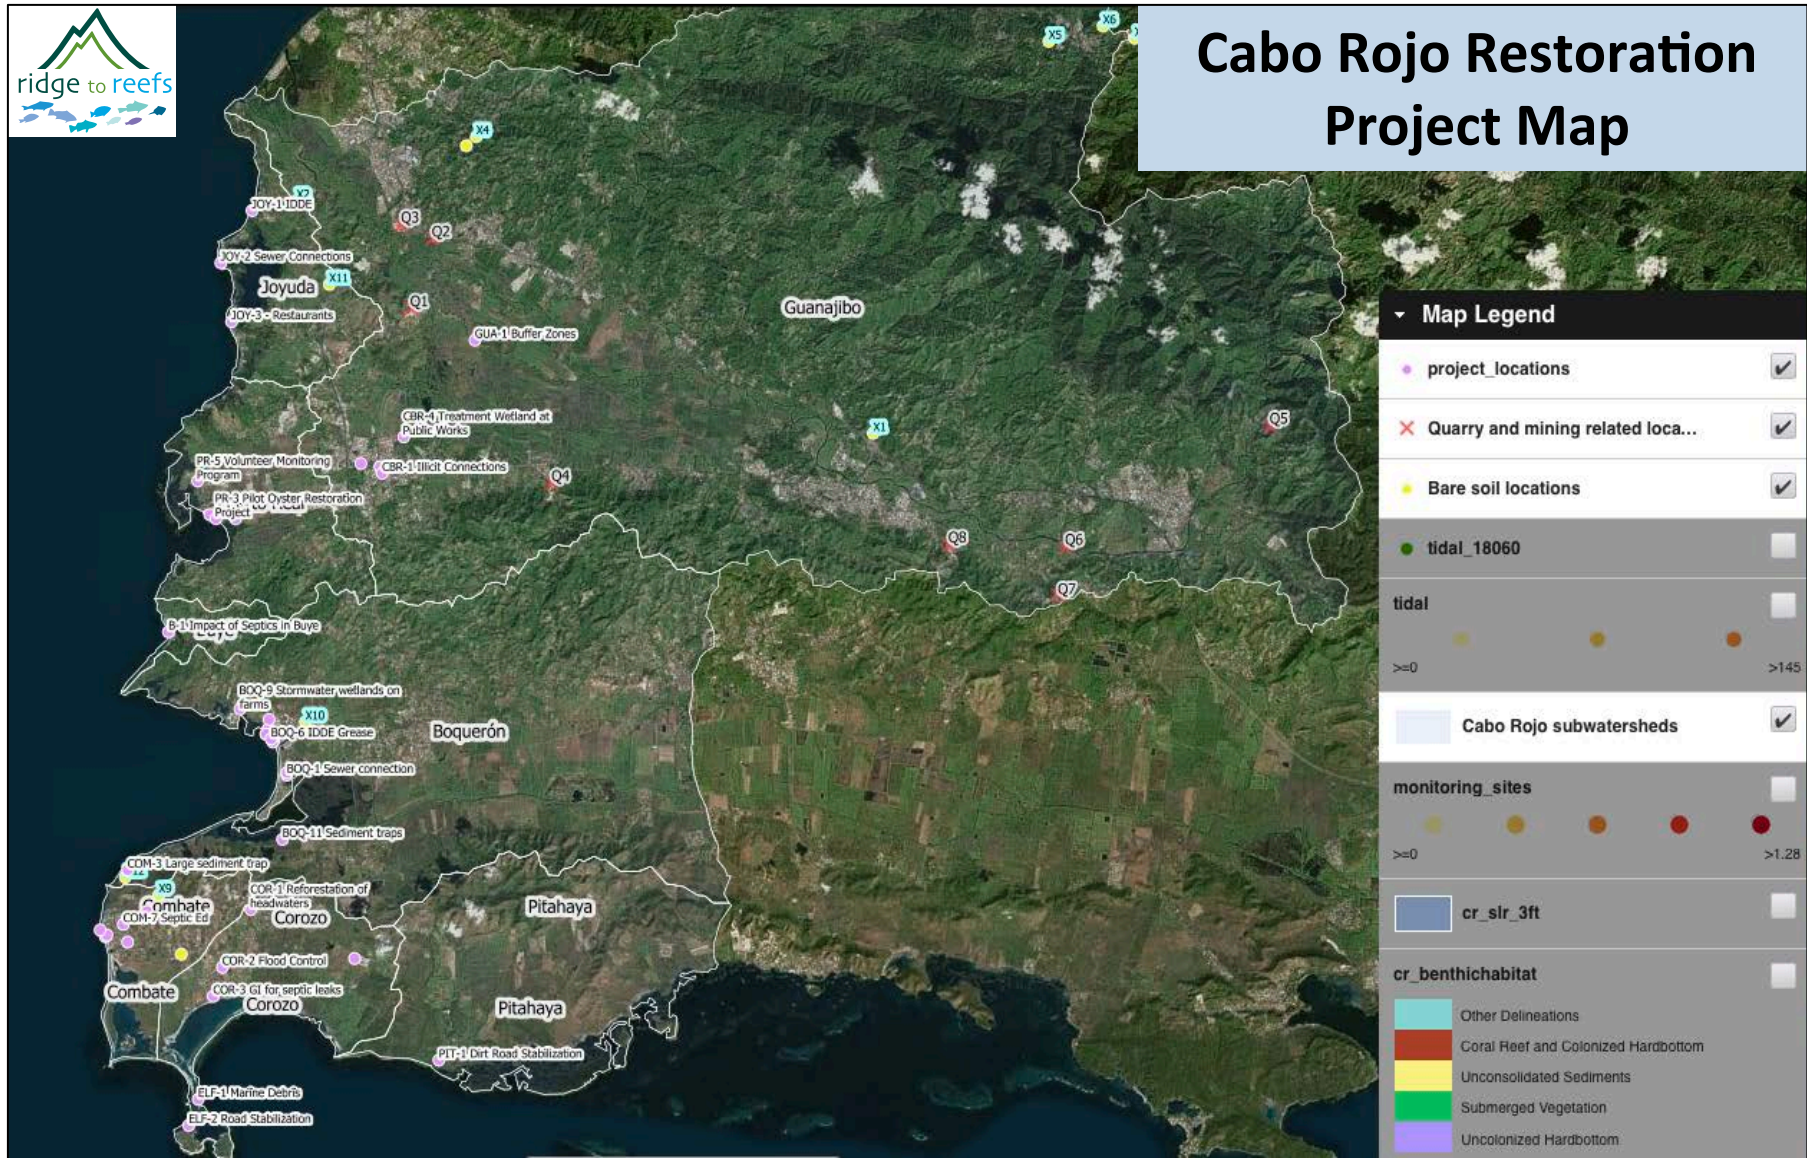 ridge to reefs
Cabo Rojo Restoration
Project Map
X5
X6
X4
X2
JOY-1 IDDE
Q3
Q2
JOY-2 Sewer Connections
X11
Joyuda
Q1
JOY-3 - Restaurants
Guanajibo
GUA-1 Buffer Zones
CBR-4 Treatment Wetland at
Public Works
X1
Q5
PR-5 Volunteer Monitoring
Program
CBR-1 Illicit Connections
Q4
PR-3 Pilot Oyster Restoration
Project
Q8
Q6
Q7
B-1 Impact of Septics in Buye
BOQ-9 Stormwater wetlands on
farms
X10
BOQ-6 IDDE Grease
Boquerón
BOQ-1 Sewer connection
BOQ-11 Sediment traps
COM-3 Large sediment trap
X9
COR-1 Reforestation of
headwaters
Combate
COM-7 Septic Ed
Corozo
Pitahaya
COR-2 Flood Control
Combate
COR-3 GI for septic leaks
Corozo
Pitahaya
PIT-1 Dirt Road Stabilization
ELF-1 Marine Debris
ELF-2 Road Stabilization
Map Legend
project_locations
Quarry and mining related loca...
Bare soil locations
tidal_18060
tidal
>=0
>145
Cabo Rojo subwatersheds
monitoring_sites
>=0
>1.28
cr_slr_3ft
cr_benthichabitat
Other Delineations
Coral Reef and Colonized Hardbottom
Unconsolidated Sediments
Submerged Vegetation
Uncolonized Hardbottom